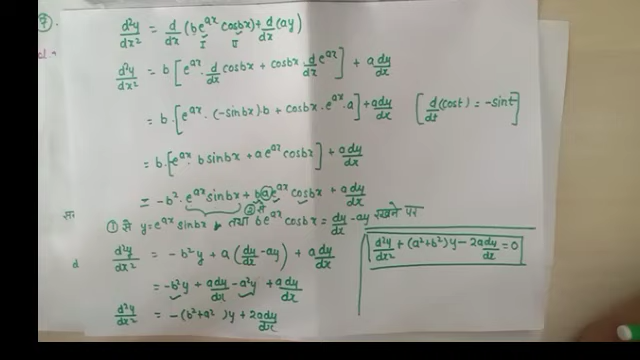 d²y/dx² = d/dx (be^ax cosbx) + d/dx (ay)
I II
d²y/dx² = b[e^ax . d/dx cosbx + cosbx . d/dx e^ax] + a dy/dx
= b . [e^ax . (-sinbx) . b + cosbx . e^ax . a] + a dy/dx [d/dt (cost) = -sint]
= b . [e^ax . b sinbx + a e^ax cosbx] + a dy/dx
= -b² . e^ax sinbx + b a e^ax cosbx + a dy/dx
① से y = e^ax sinbx, तथा ② से be^ax cosbx = dy/dx - ay रखने पर
d²y/dx² = -b²y + a(dy/dx - ay) + a dy/dx
d²y/dx² + (a²+b²)y - 2a dy/dx = 0
= -b²y + a dy/dx - a²y + a dy/dx
d²y/dx² = -(b²+a²)y + 2a dy/dx